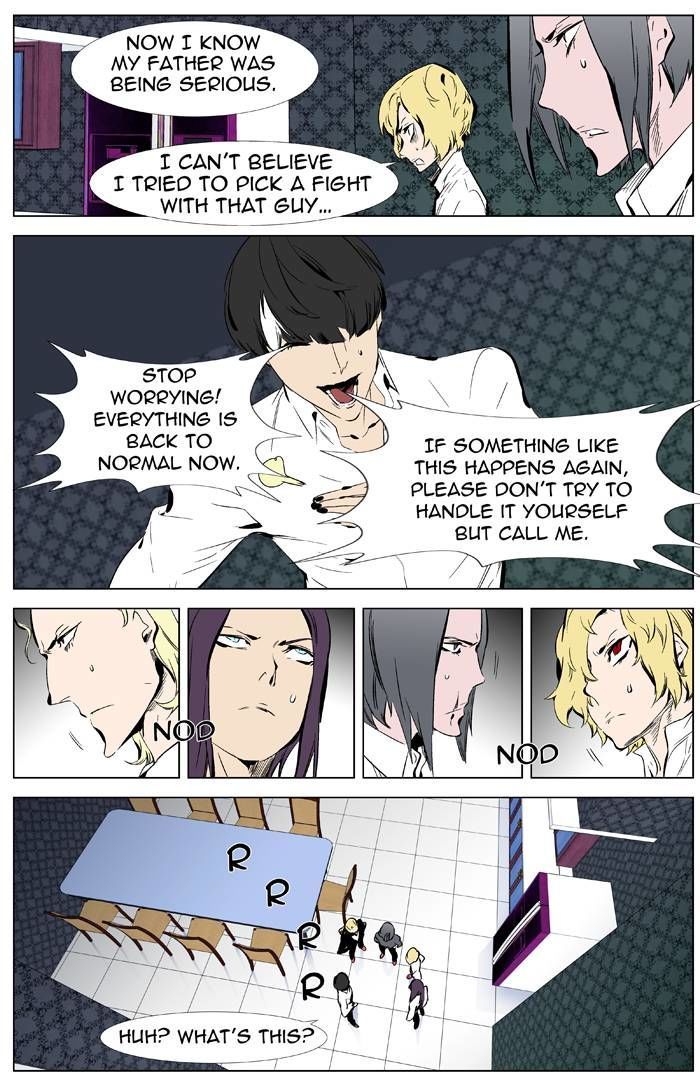 NOW I KNOW
MY FATHER WAS
BEING SERIOUS.
I CAN'T BELIEVE
I TRIED TO PICK A FIGHT
WITH THAT GUY...
STOP
WORRYING!
EVERYTHING IS
BACK TO
NORMAL NOW.
IF SOMETHING LIKE
THIS HAPPENS AGAIN,
PLEASE DON'T TRY TO
HANDLE IT YOURSELF
BUT CALL ME.
NOD
NOD
R
R
R
R
HUH? WHAT'S THIS?